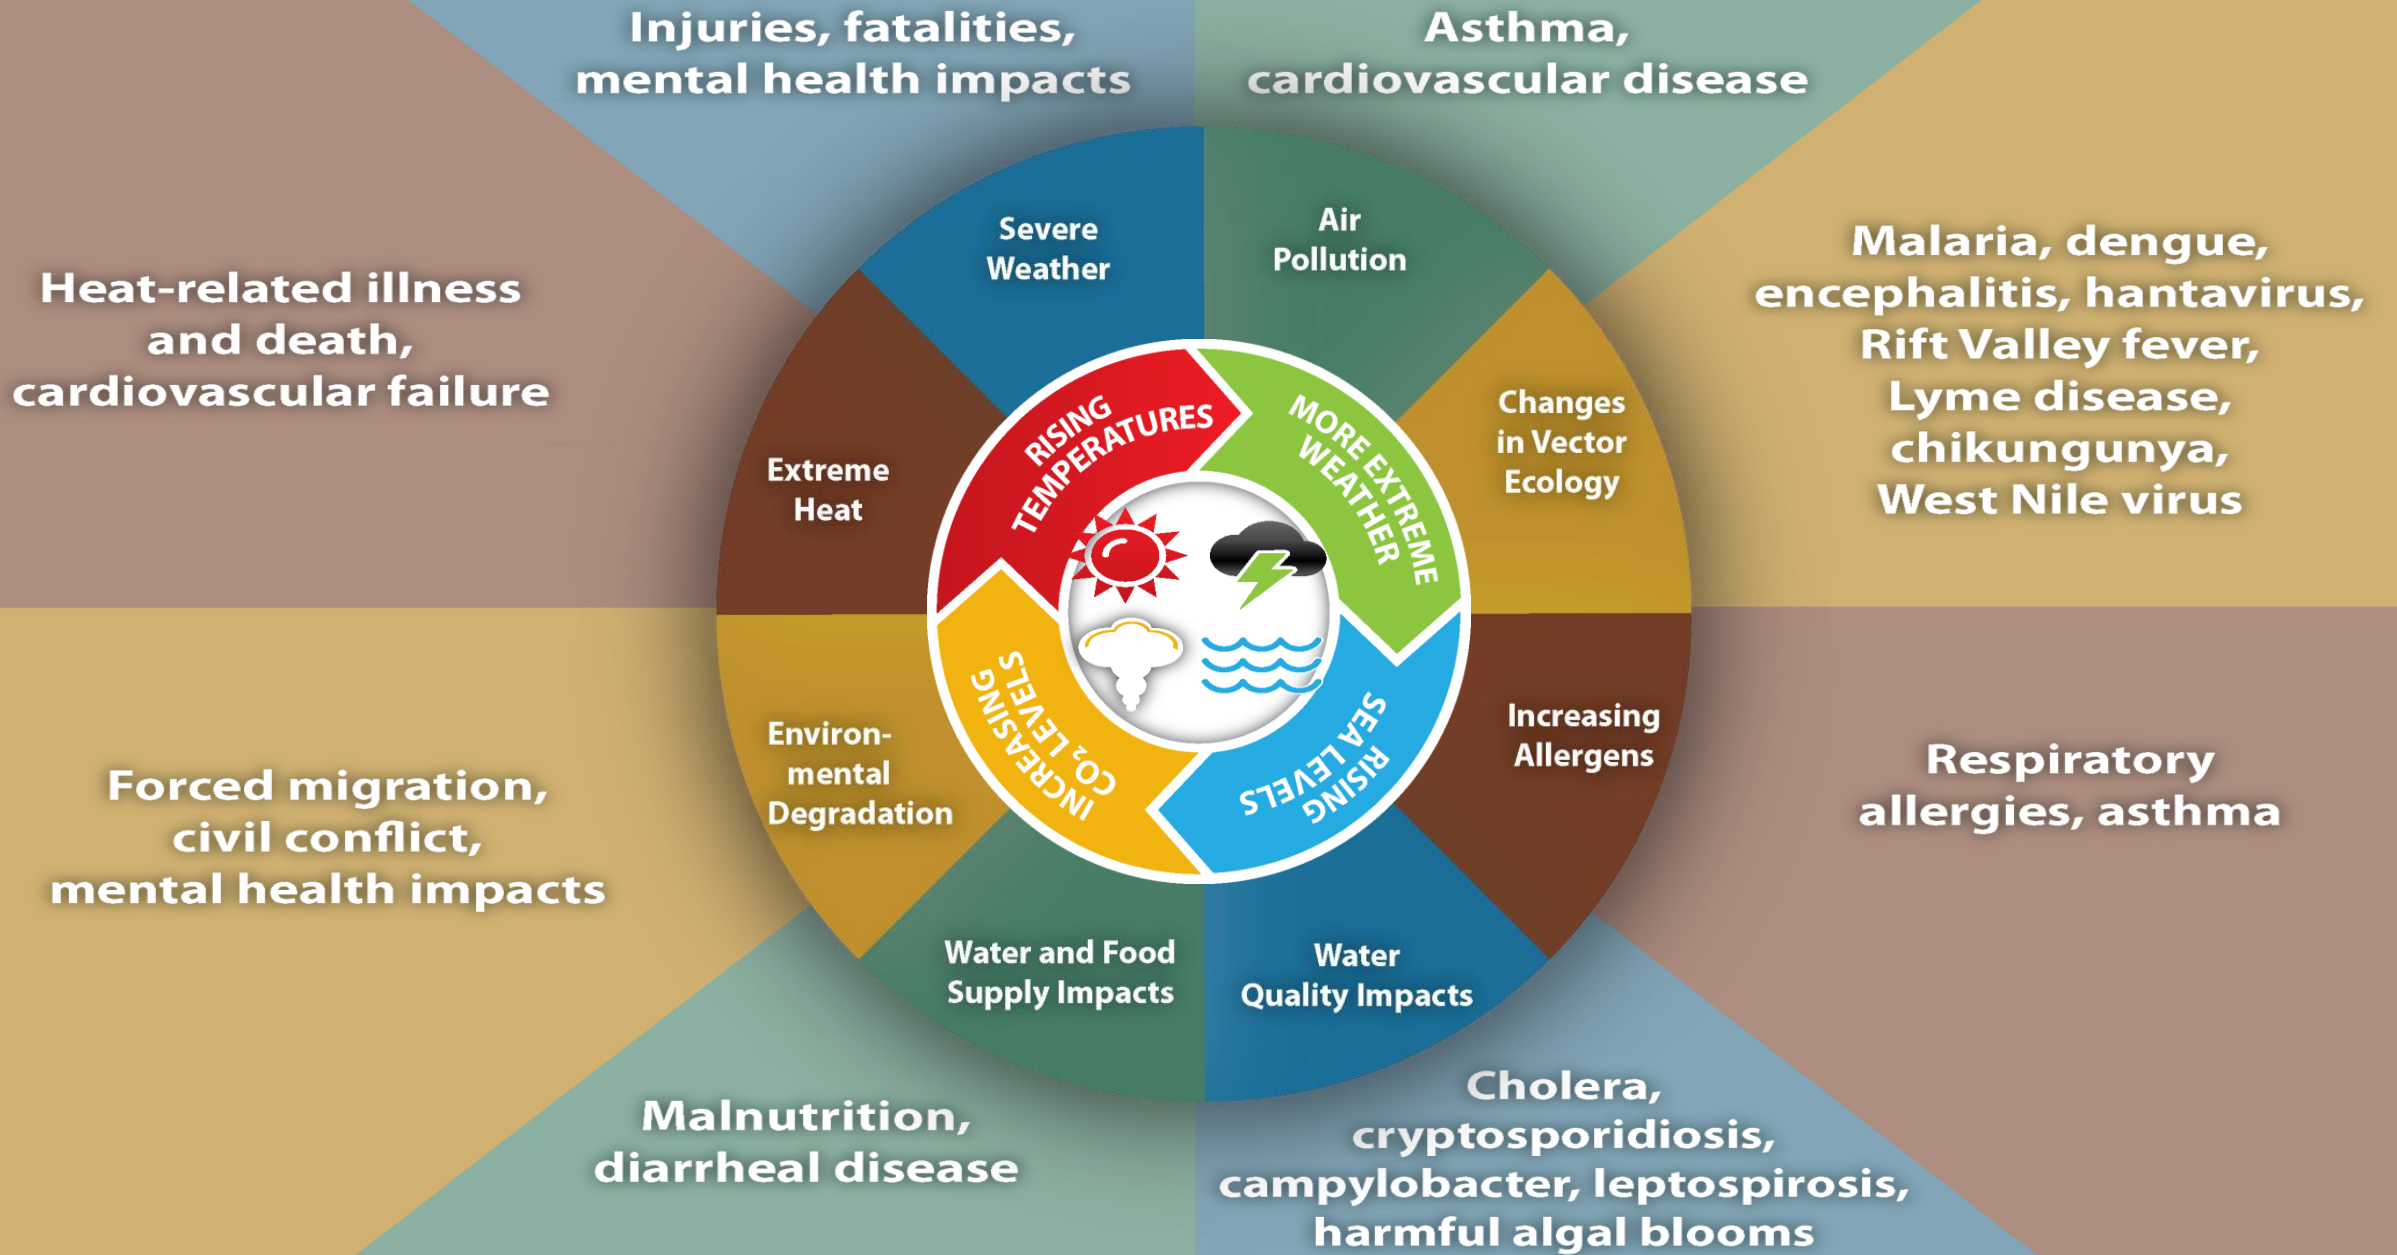 Injuries, fatalities,
mental health impacts
Asthma,
cardiovascular disease
Heat-related illness
and death,
cardiovascular failure
Malaria, dengue,
encephalitis, hantavirus,
Rift Valley fever,
Lyme disease,
chikungunya,
West Nile virus
Severe
Weather
Air
Pollution
Extreme
Heat
Changes
in Vector
Ecology
RISING
TEMPERATURES
MORE EXTREME
WEATHER
INCREASING
CO₂ LEVELS
RISING
SEA LEVELS
Environ-
mental
Degradation
Increasing
Allergens
Forced migration,
civil conflict,
mental health impacts
Respiratory
allergies, asthma
Water and Food
Supply Impacts
Water
Quality Impacts
Malnutrition,
diarrheal disease
Cholera,
cryptosporidiosis,
campylobacter, leptospirosis,
harmful algal blooms